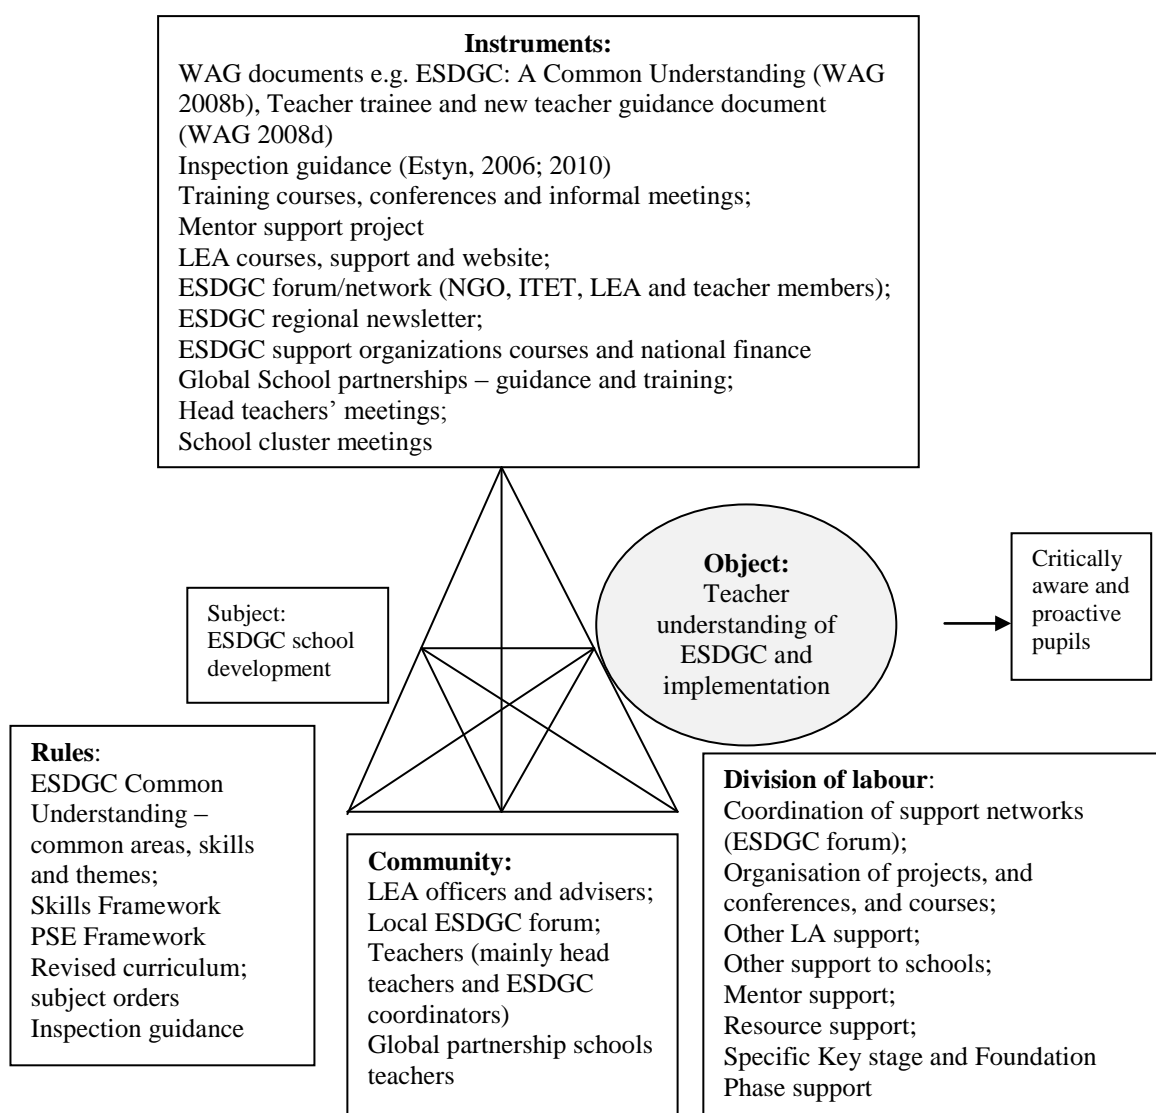 Instruments:
WAG documents e.g. ESDGC: A Common Understanding (WAG
2008b), Teacher trainee and new teacher guidance document
(WAG 2008d)
Inspection guidance (Estyn, 2006; 2010)
Training courses, conferences and informal meetings;
Mentor support project
LEA courses, support and website;
ESDGC forum/network (NGO, ITET, LEA and teacher members);
ESDGC regional newsletter;
ESDGC support organizations courses and national finance
Global School partnerships – guidance and training;
Head teachers’ meetings;
School cluster meetings
Subject:
ESDGC school
development
Object:
Teacher
understanding of
ESDGC and
implementation
Critically
aware and
proactive
pupils
Rules:
ESDGC Common
Understanding –
common areas, skills
and themes;
Skills Framework
PSE Framework
Revised curriculum;
subject orders
Inspection guidance
Community:
LEA officers and advisers;
Local ESDGC forum;
Teachers (mainly head
teachers and ESDGC
coordinators)
Global partnership schools
teachers
Division of labour:
Coordination of support networks
(ESDGC forum);
Organisation of projects, and
conferences, and courses;
Other LA support;
Other support to schools;
Mentor support;
Resource support;
Specific Key stage and Foundation
Phase support